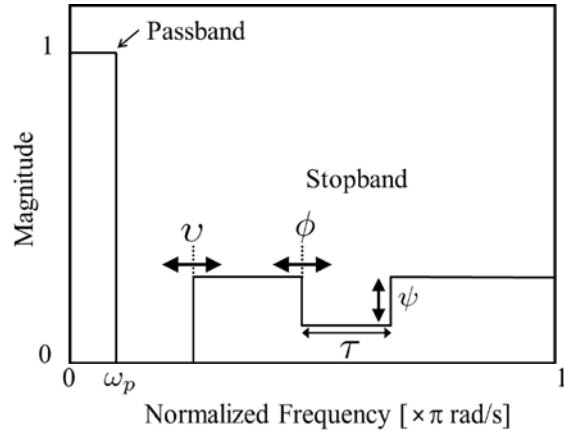 Passband
1
Magnitude
Stopband
υ
ϕ
ψ
τ
0
0
ω_p
1
Normalized Frequency [×π rad/s]